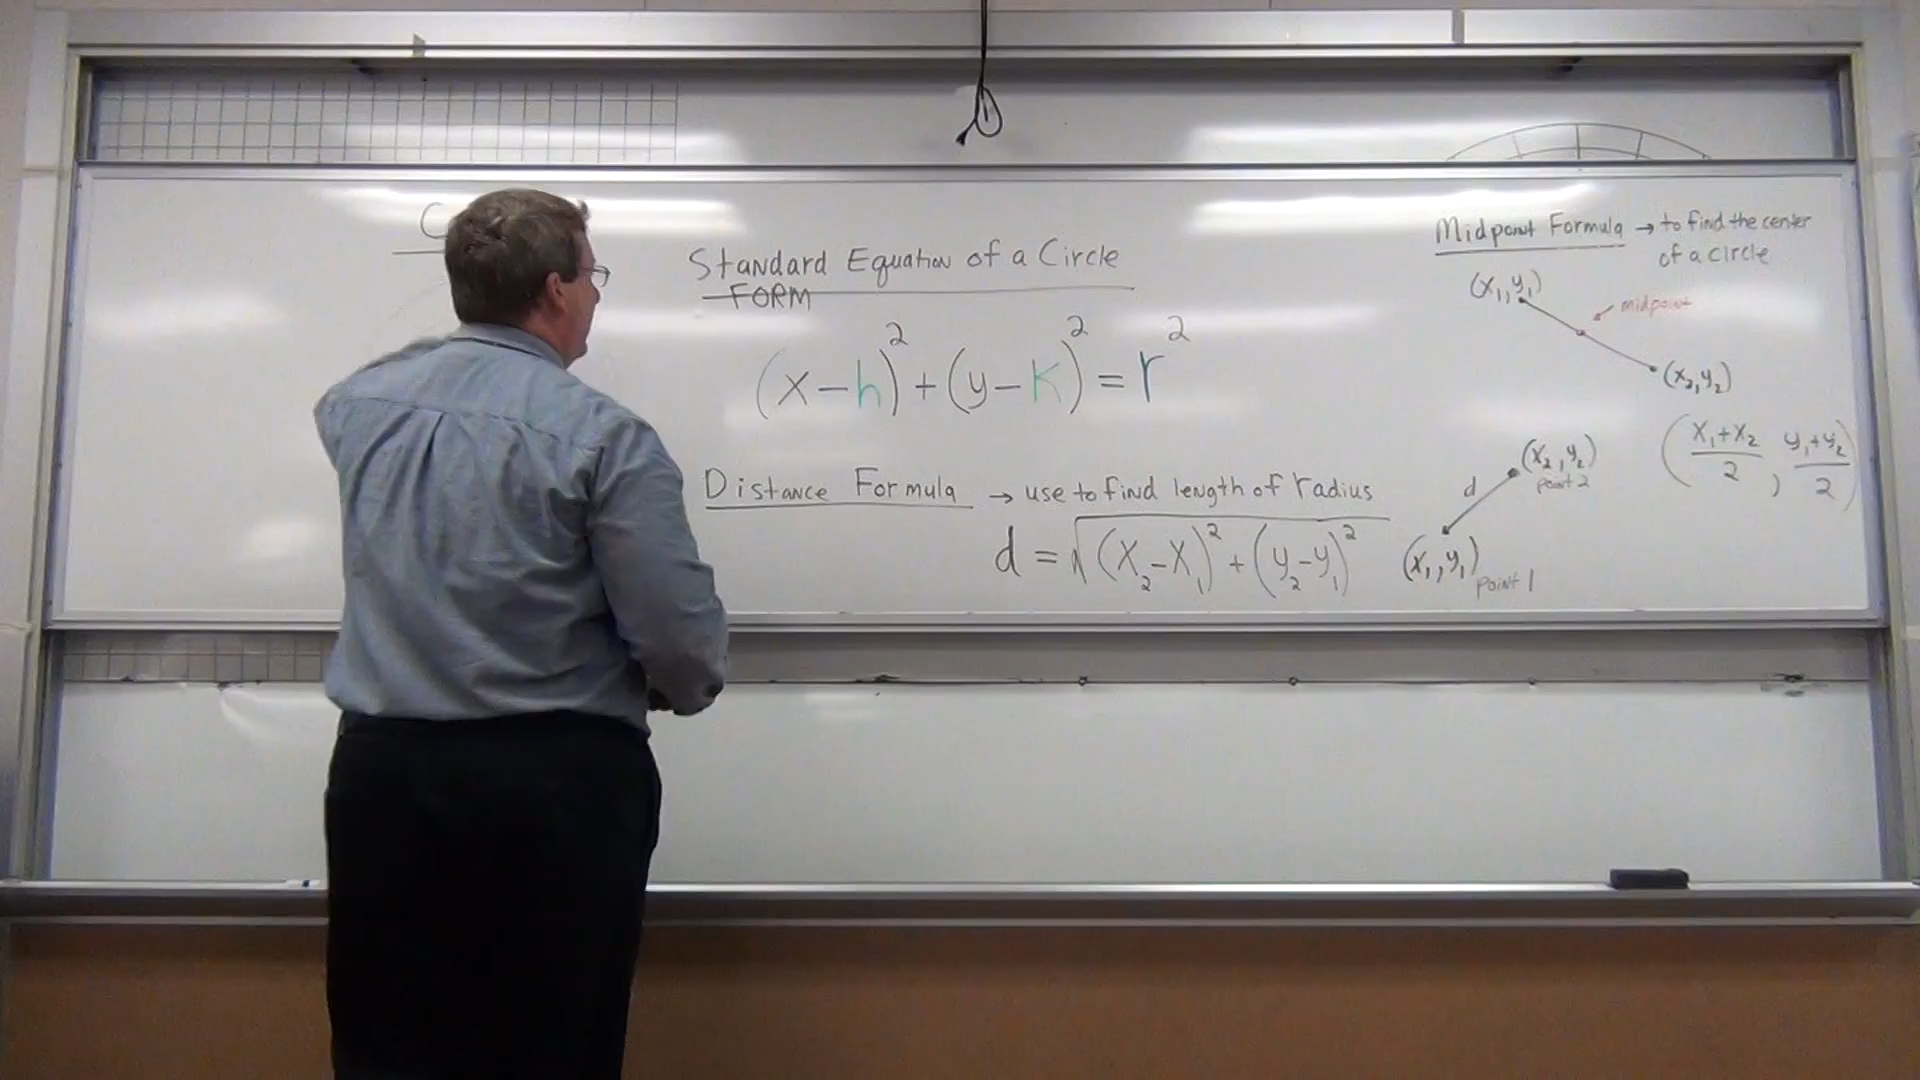 C
Standard Equation of a Circle
FORM
(x-h)²+(y-k)²=r²
Distance Formula → use to find length of radius
d = √(x₂-x₁)²+(y₂-y₁)²
(x₂,y₂)
point 2
d
(x₁,y₁)
point 1
Midpoint Formula → to find the center
of a circle
(x₁,y₁)
midpoint
(x₂,y₂)
(x₁+x₂/2, y₁+y₂/2)